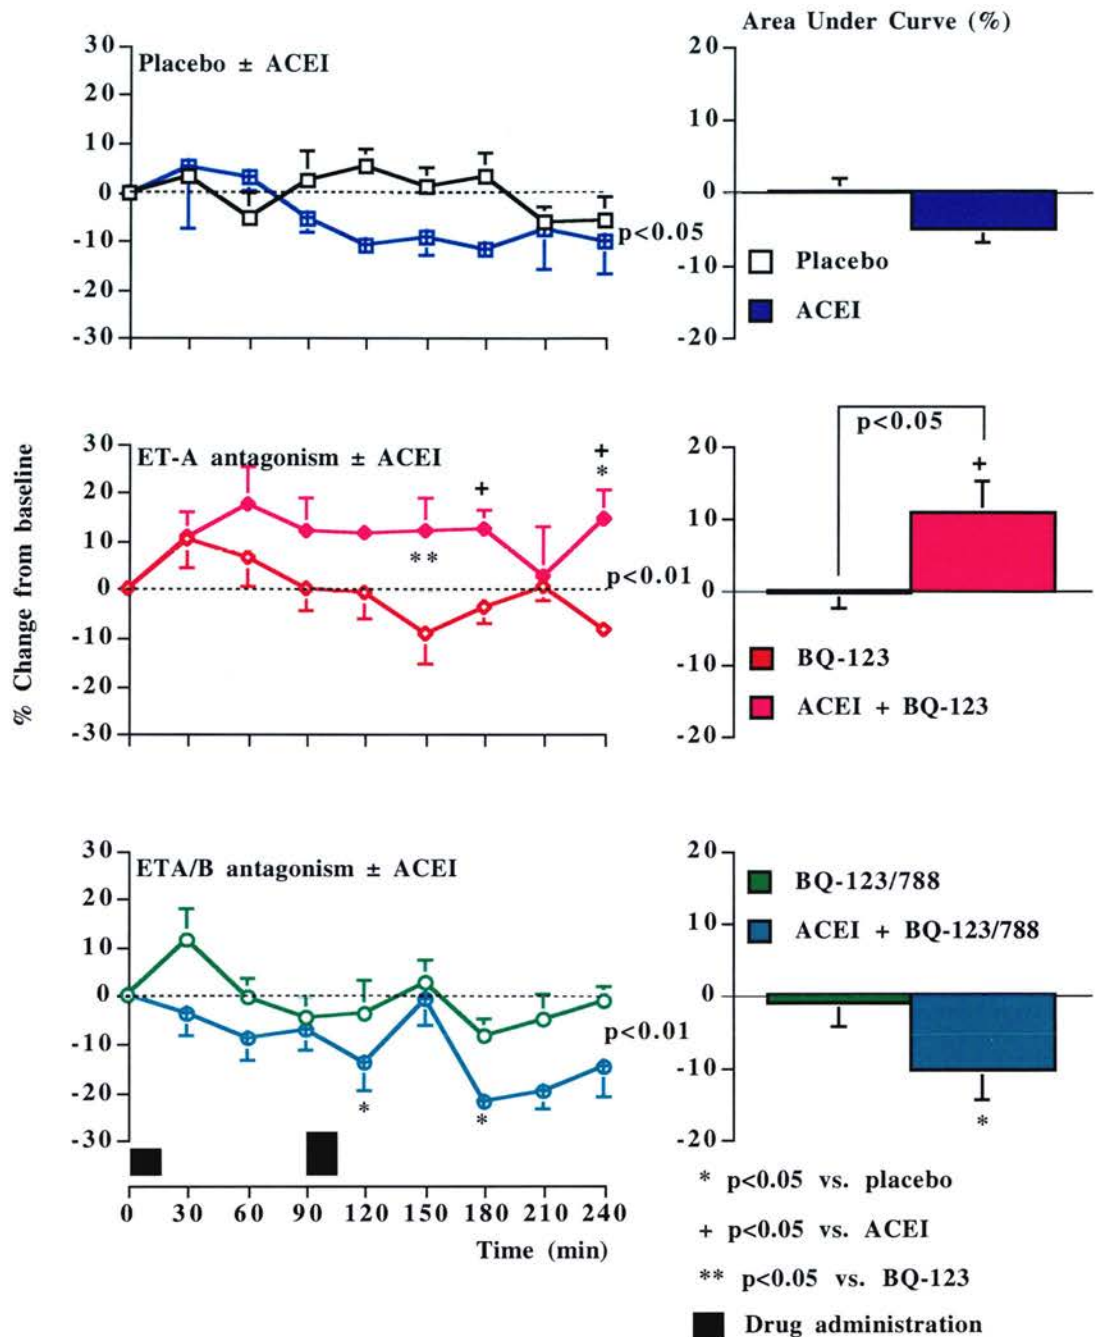 Area Under Curve (%)
30
20
10
0
-10
-20
-30
Placebo ± ACEI
p<0.05
20
10
0
-10
-20
Placebo
ACEI
% Change from baseline
30
20
10
0
-10
-20
-30
ET-A antagonism ± ACEI
+
+
*
**
p<0.01
20
10
0
-10
-20
p<0.05
+
BQ-123
ACEI + BQ-123
30
20
10
0
-10
-20
-30
ETA/B antagonism ± ACEI
p<0.01
*
*
0 30 60 90 120 150 180 210 240
Time (min)
20
10
0
-10
-20
BQ-123/788
ACEI + BQ-123/788
*
* p<0.05 vs. placebo
+ p<0.05 vs. ACEI
** p<0.05 vs. BQ-123
Drug administration